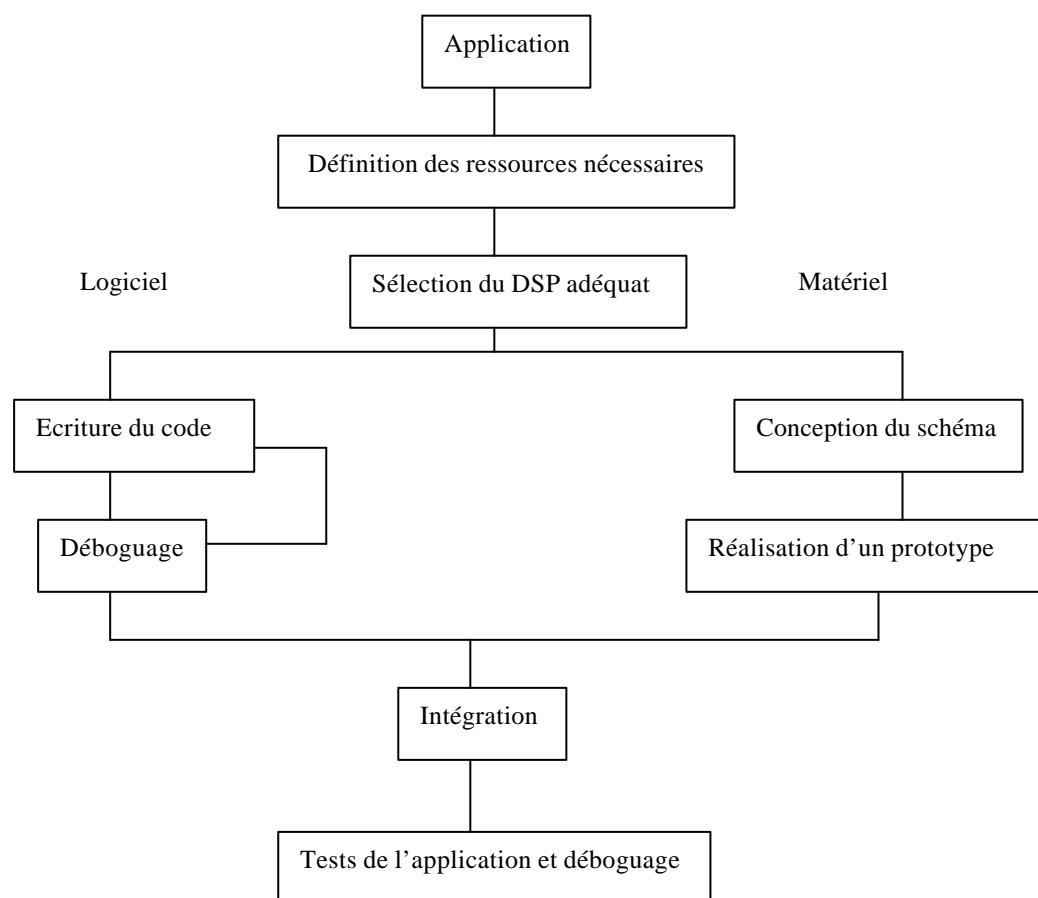 Application
Définition des ressources nécessaires
Logiciel
Sélection du DSP adéquat
Matériel
Ecriture du code
Conception du schéma
Déboguage
Réalisation d’un prototype
Intégration
Tests de l’application et déboguage